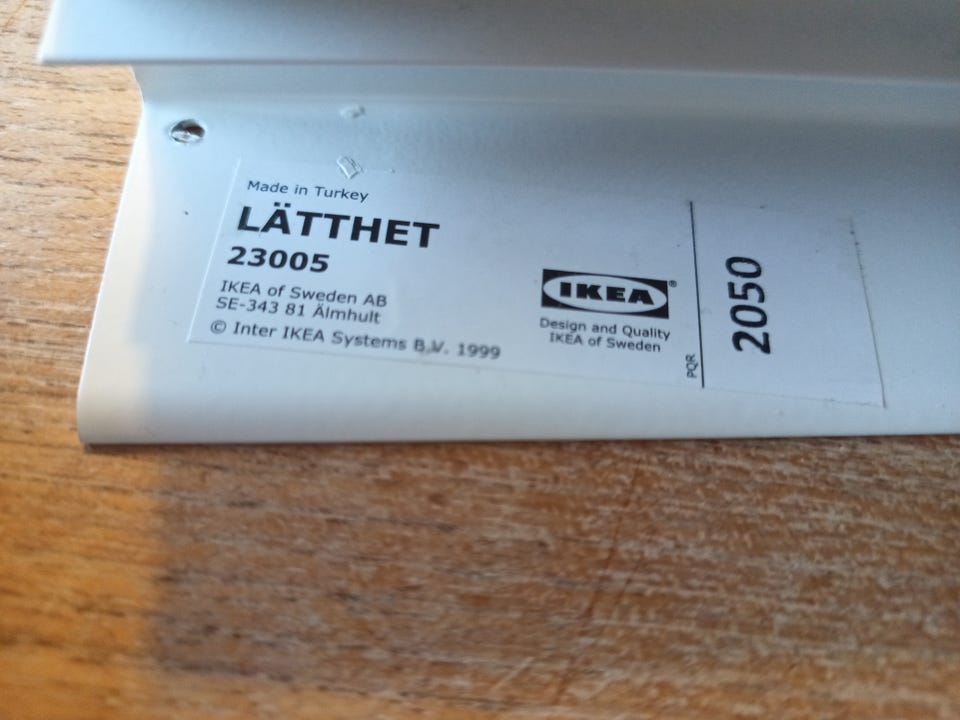 Made in Turkey
LÄTTHET
23005
IKEA of Sweden AB
SE-343 81 Älmhult
© Inter IKEA Systems B.V. 1999
IKEA®
Design and Quality
IKEA of Sweden
PQR
2050